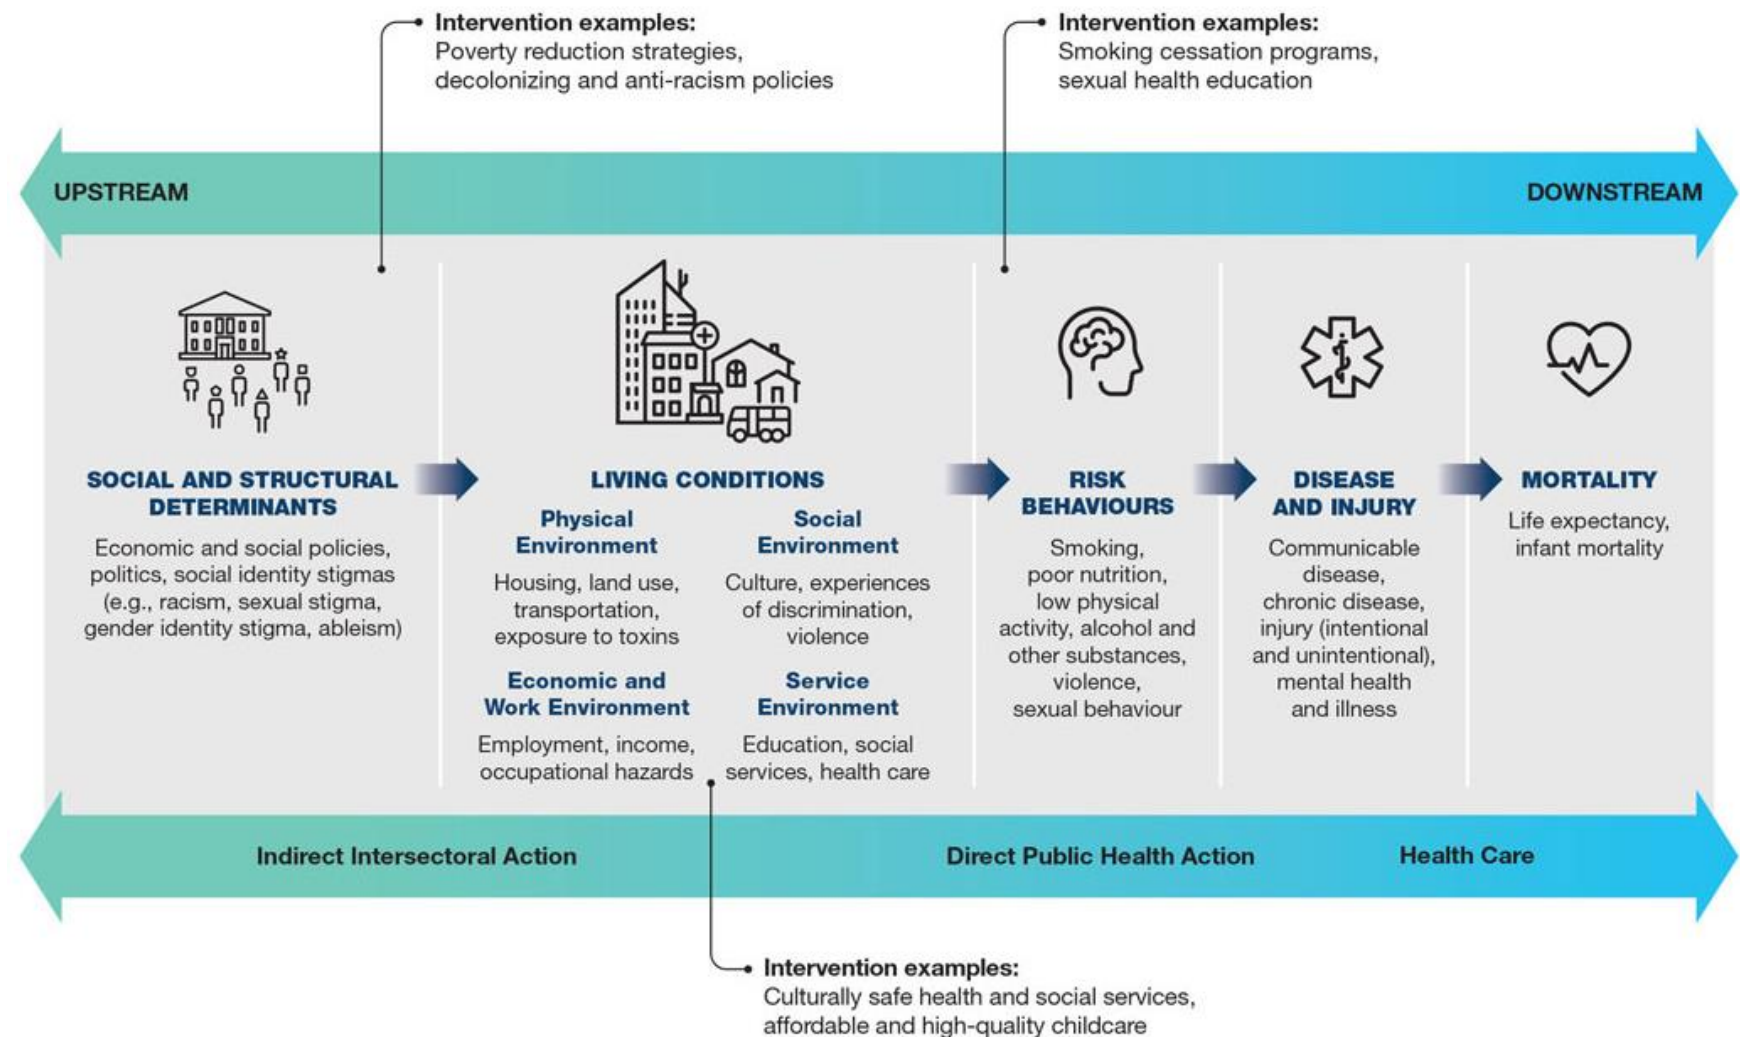 Intervention examples:
Poverty reduction strategies,
decolonizing and anti-racism policies
Intervention examples:
Smoking cessation programs,
sexual health education
UPSTREAM
DOWNSTREAM
SOCIAL AND STRUCTURAL
DETERMINANTS
Economic and social policies,
politics, social identity stigmas
(e.g., racism, sexual stigma,
gender identity stigma, ableism)
LIVING CONDITIONS
Physical
Environment
Housing, land use,
transportation,
exposure to toxins
Social
Environment
Culture, experiences
of discrimination,
violence
Economic and
Work Environment
Employment, income,
occupational hazards
Service
Environment
Education, social
services, health care
RISK
BEHAVIOURS
Smoking,
poor nutrition,
low physical
activity, alcohol and
other substances,
violence,
sexual behaviour
DISEASE
AND INJURY
Communicable
disease,
chronic disease,
injury (intentional
and unintentional),
mental health
and illness
MORTALITY
Life expectancy,
infant mortality
Indirect Intersectoral Action
Direct Public Health Action
Health Care
Intervention examples:
Culturally safe health and social services,
affordable and high-quality childcare